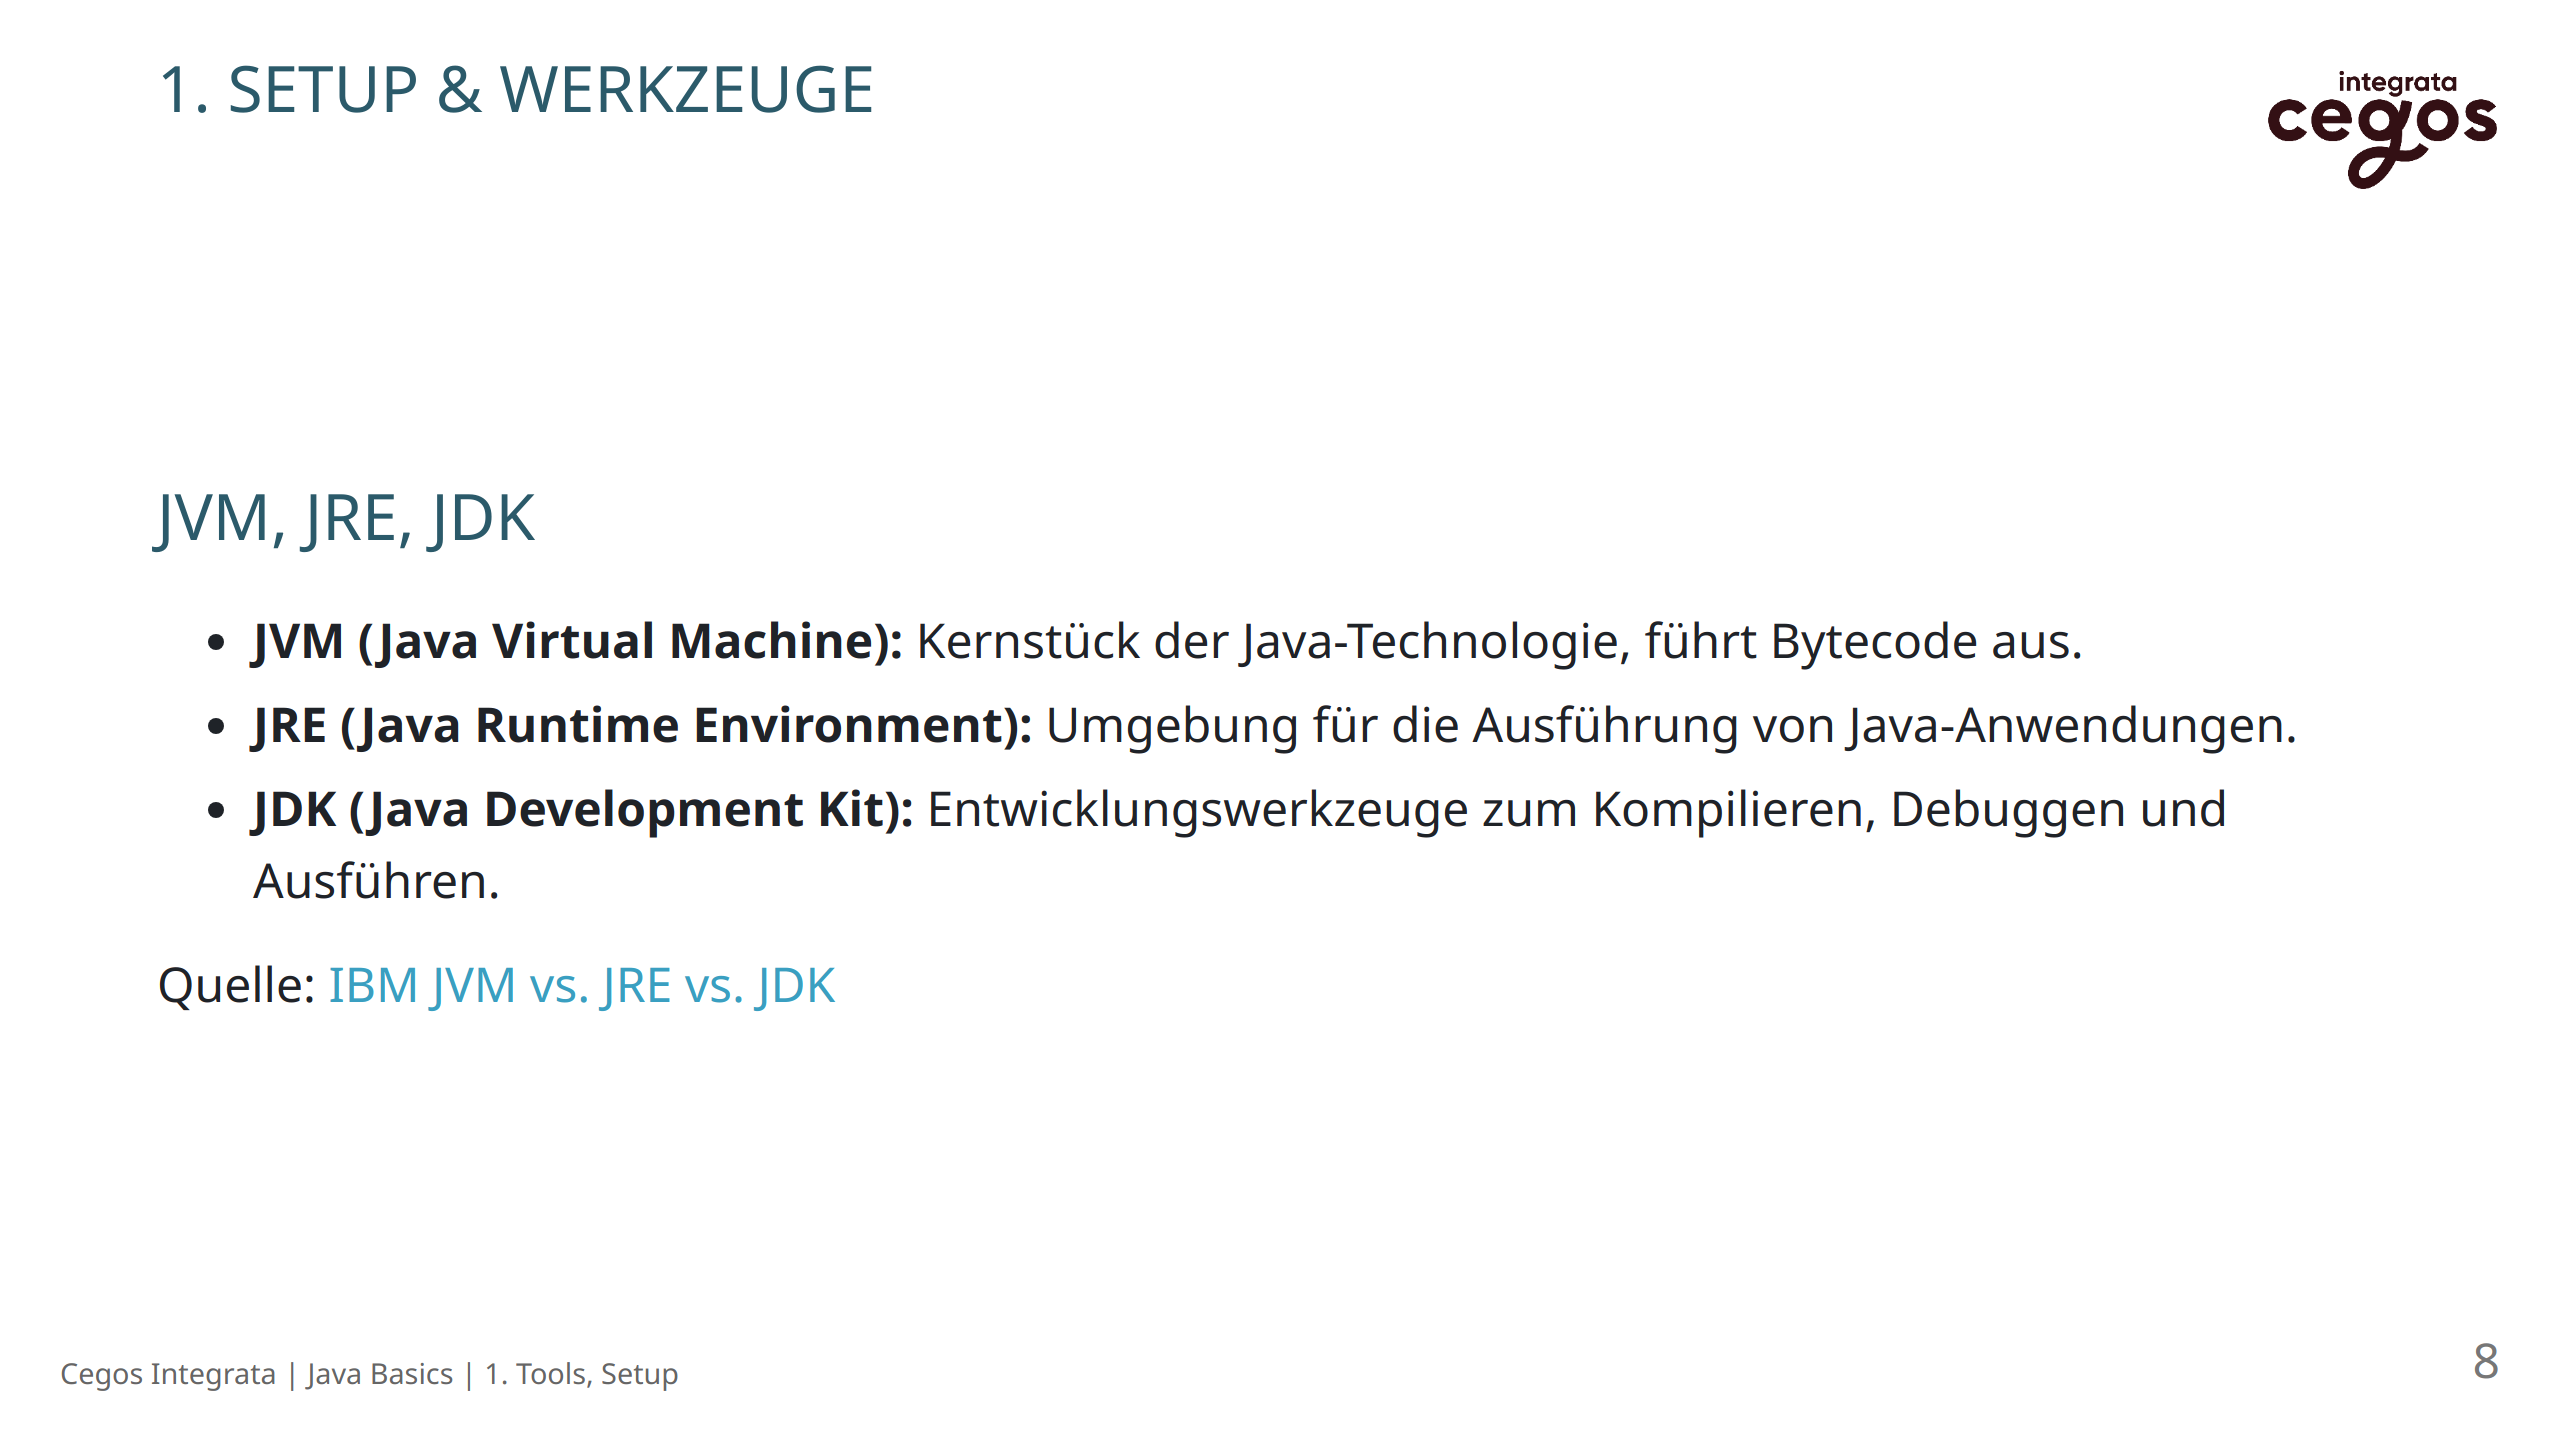 1. SETUP & WERKZEUGE
integrata
cegos
JVM, JRE, JDK
• JVM (Java Virtual Machine): Kernstück der Java-Technologie, führt Bytecode aus.
• JRE (Java Runtime Environment): Umgebung für die Ausführung von Java-Anwendungen.
• JDK (Java Development Kit): Entwicklungswerkzeuge zum Kompilieren, Debuggen und
Ausführen.
Quelle: IBM JVM vs. JRE vs. JDK
Cegos Integrata | Java Basics | 1. Tools, Setup
8